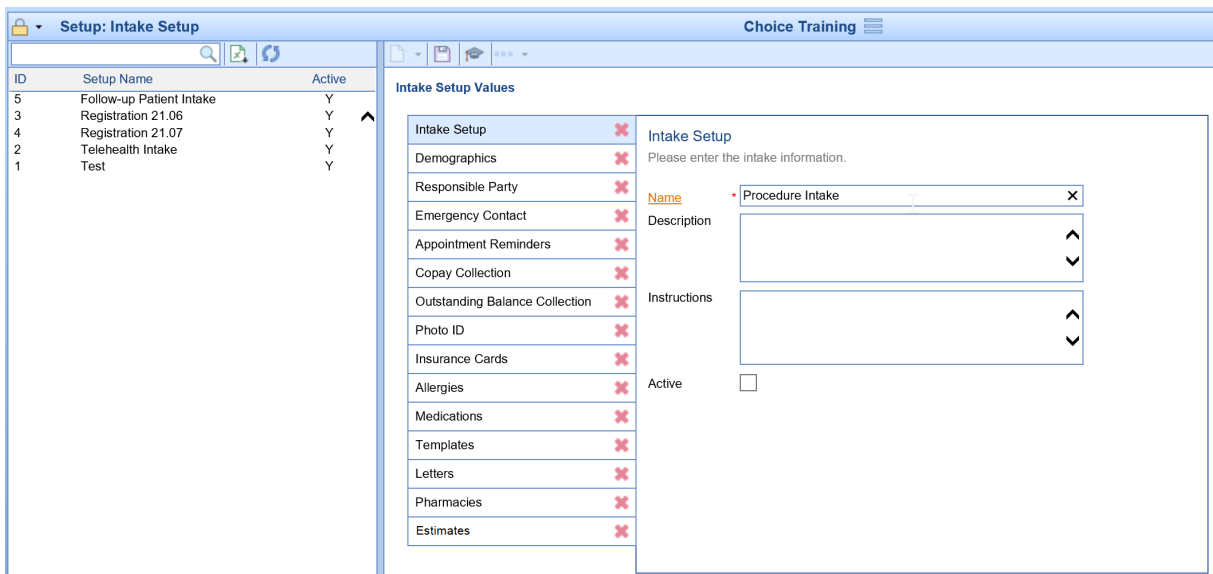 Setup: Intake Setup
Choice Training
ID Setup Name Active
5 Follow-up Patient Intake Y
3 Registration 21.06 Y
4 Registration 21.07 Y
2 Telehealth Intake Y
1 Test Y
Intake Setup Values
Intake Setup
Demographics
Responsible Party
Emergency Contact
Appointment Reminders
Copay Collection
Outstanding Balance Collection
Photo ID
Insurance Cards
Allergies
Medications
Templates
Letters
Pharmacies
Estimates
Intake Setup
Please enter the intake information.
Name * Procedure Intake
Description
Instructions
Active